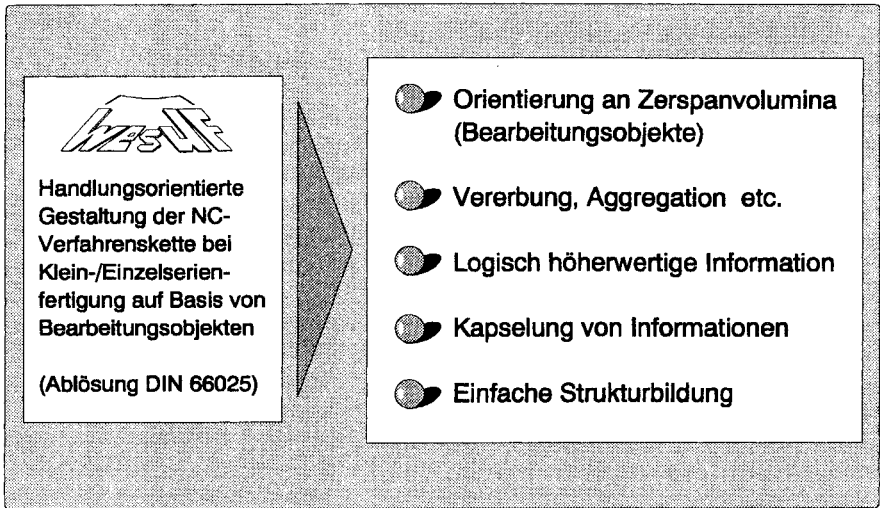 WesUF
Handlungsorientierte
Gestaltung der NC-
Verfahrenskette bei
Klein-/Einzelserien-
fertigung auf Basis von
Bearbeitungsobjekten
(Ablösung DIN 66025)
Orientierung an Zerspanvolumina
(Bearbeitungsobjekte)
Vererbung, Aggregation etc.
Logisch höherwertige Information
Kapselung von Informationen
Einfache Strukturbildung